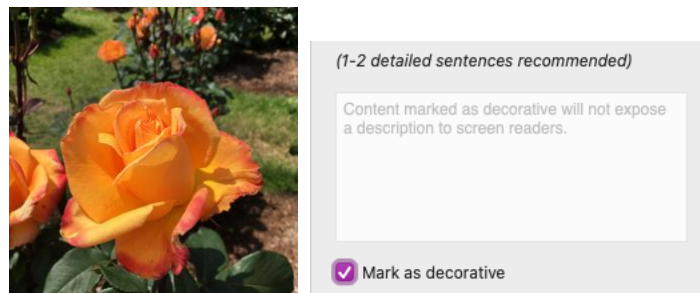 (1-2 detailed sentences recommended)
Content marked as decorative will not expose
a description to screen readers.
Mark as decorative